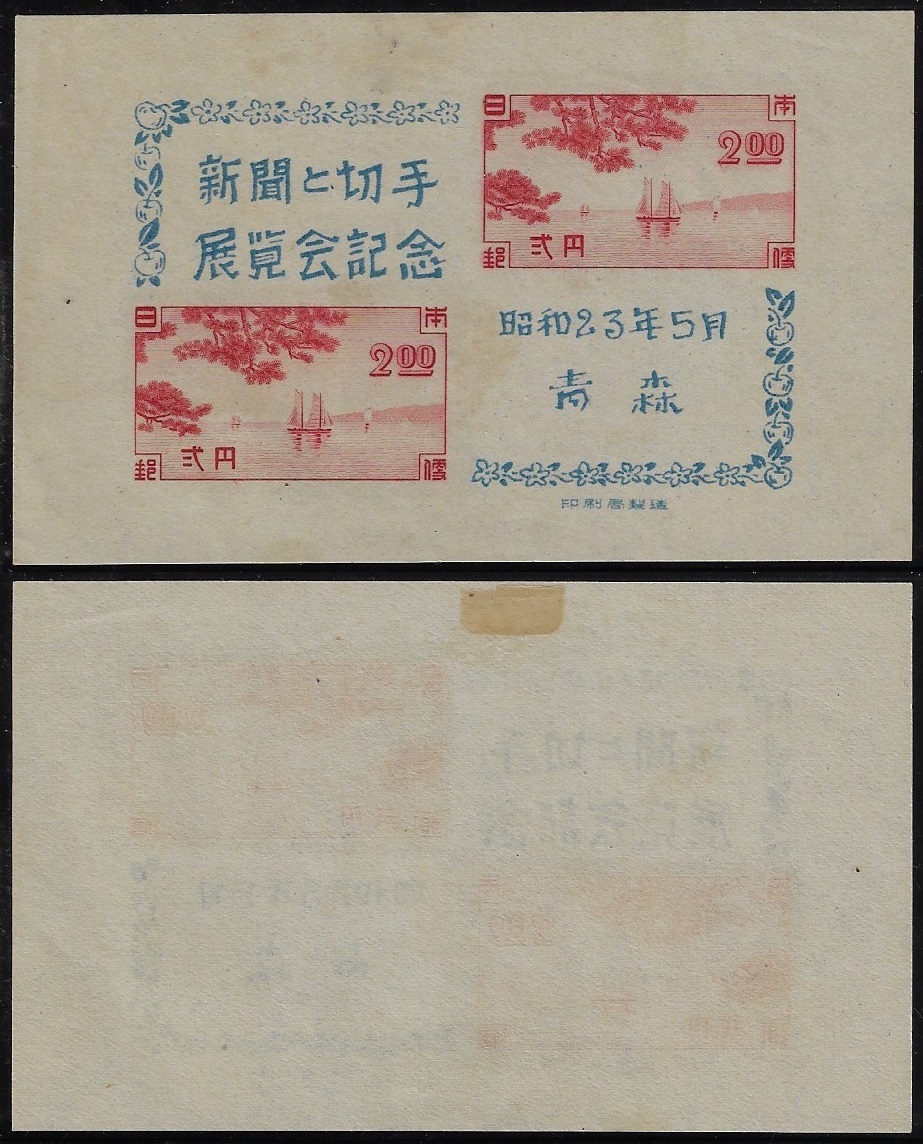 新聞と切手
展覧会記念
日本
2.00
弐円
郵便
日本
2.00
弐円
郵便
昭和23年5月
青森
印刷局製造